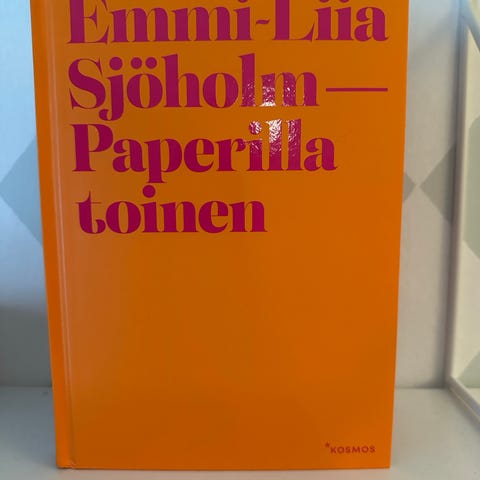 Emmi-Liia
Sjöholm —
Paperilla
toinen
*KOSMOS